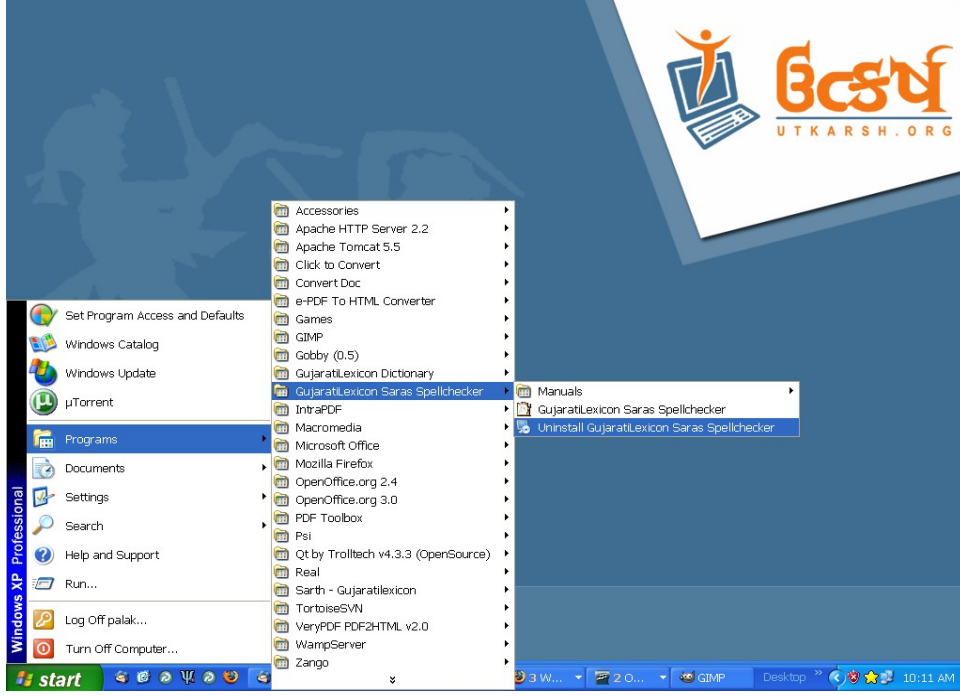 ઉત્કર્ષ
UTKARSH.ORG
Accessories
Apache HTTP Server 2.2
Apache Tomcat 5.5
Click to Convert
Convert Doc
e-PDF To HTML Converter
Games
GIMP
Gobby (0.5)
GujaratiLexicon Dictionary
GujaratiLexicon Saras Spellchecker
IntraPDF
Macromedia
Microsoft Office
Mozilla Firefox
OpenOffice.org 2.4
OpenOffice.org 3.0
PDF Toolbox
Psi
Qt by Trolltech v4.3.3 (OpenSource)
Real
Sarth - Gujaratilexicon
TortoiseSVN
VeryPDF PDF2HTML v2.0
WampServer
Zango
Manuals
GujaratiLexicon Saras Spellchecker
Uninstall GujaratiLexicon Saras Spellchecker
Set Program Access and Defaults
Windows Catalog
Windows Update
µTorrent
Programs
Documents
Settings
Search
Help and Support
Run...
Log Off palak...
Turn Off Computer...
Windows XP Professional
start
3 W...
2 O...
GIMP
Desktop
10:11 AM